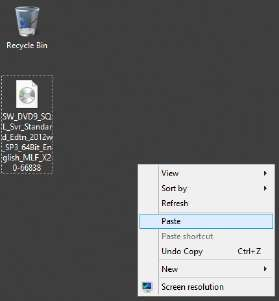 Recycle Bin
SW_DVD9_SQ
L_Svr_Standar
d_Edtn_2012w
_SP3_64Bit_En
glish_MLF_X2
0-66838
View
Sort by
Refresh
Paste
Paste shortcut
Undo Copy Ctrl+Z
New
Screen resolution